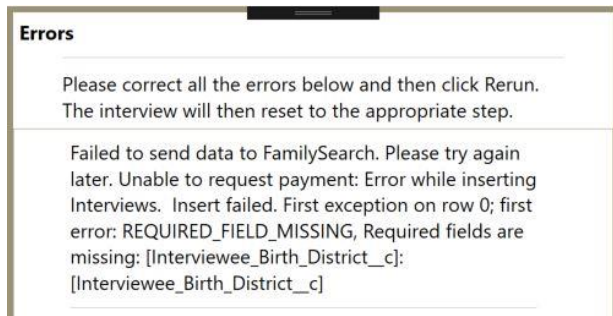 Errors
Please correct all the errors below and then click Rerun.
The interview will then reset to the appropriate step.
Failed to send data to FamilySearch. Please try again
later. Unable to request payment: Error while inserting
Interviews.  Insert failed. First exception on row 0; first
error: REQUIRED_FIELD_MISSING, Required fields are
missing: [Interviewee_Birth_District__c]:
[Interviewee_Birth_District__c]